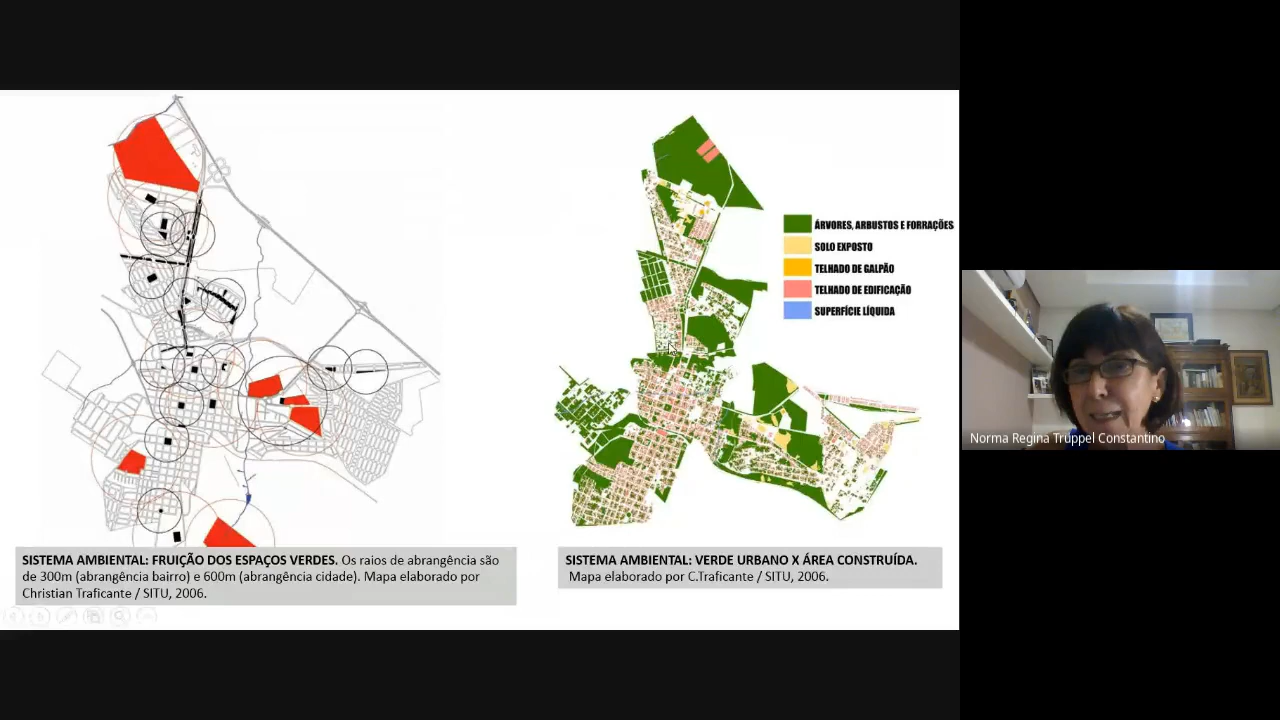 ÁRVORES, ARBUSTOS E FORRAÇÕES
SOLO EXPOSTO
TELHADO DE GALPÃO
TELHADO DE EDIFICAÇÃO
SUPERFÍCIE LÍQUIDA
SISTEMA AMBIENTAL: FRUIÇÃO DOS ESPAÇOS VERDES. Os raios de abrangência são
de 300m (abrangência bairro) e 600m (abrangência cidade). Mapa elaborado por
Christian Traficante / SITU, 2006.
SISTEMA AMBIENTAL: VERDE URBANO X ÁREA CONSTRUÍDA.
Mapa elaborado por C.Traficante / SITU, 2006.
Norma Regina Truppel Constantino